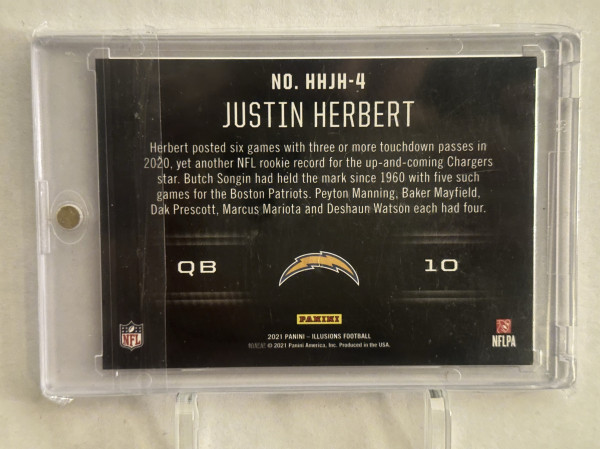 NO. HHJH-4
JUSTIN HERBERT
Herbert posted six games with three or more touchdown passes in
2020, yet another NFL rookie record for the up-and-coming Chargers
star. Butch Songin had held the mark since 1960 with five such
games for the Boston Patriots. Peyton Manning, Baker Mayfield,
Dak Prescott, Marcus Mariota and Deshaun Watson each had four.
QB
10
PANINI
NFL
NFLPA
2021 PANINI - ILLUSIONS FOOTBALL
© 2021 Panini America, Inc. Produced in the USA.